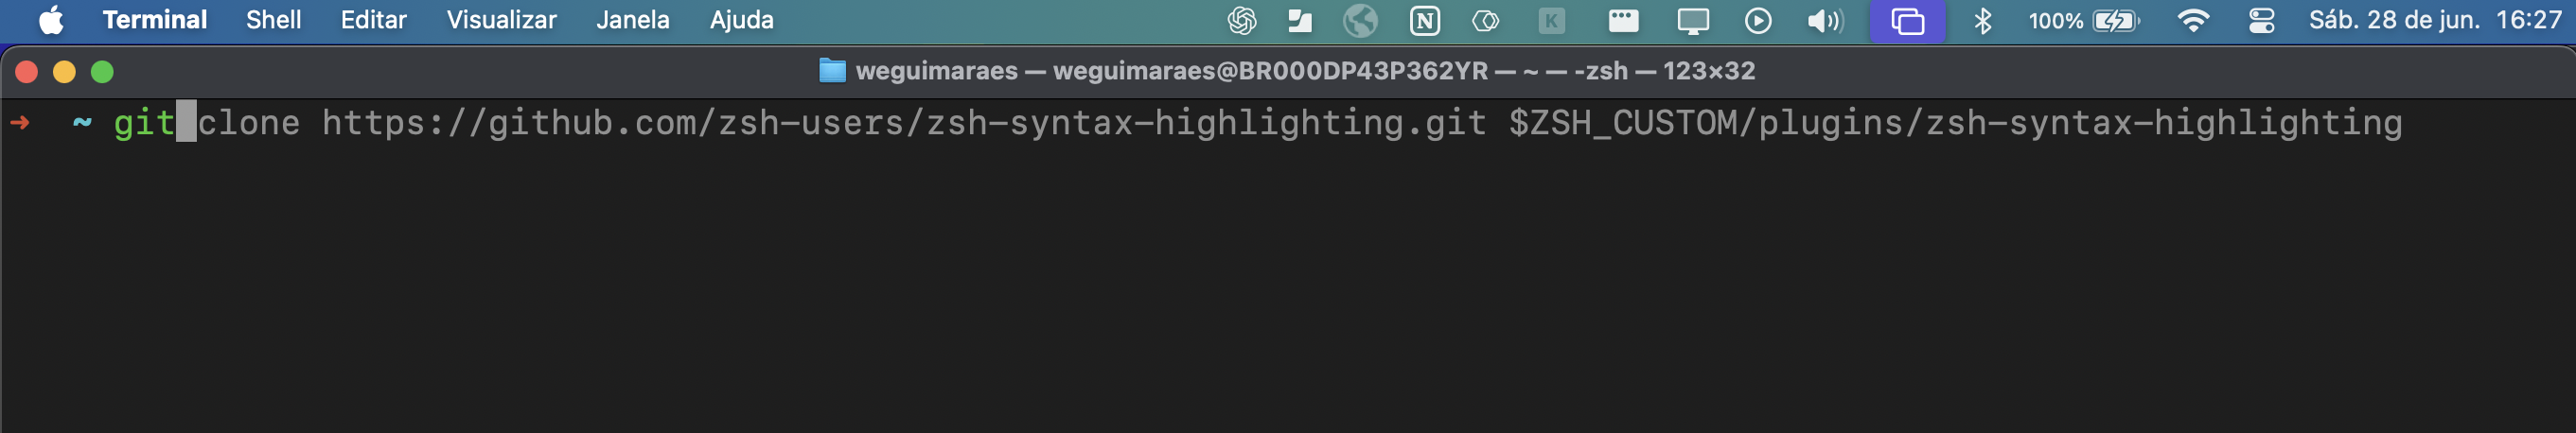 Terminal Shell Editar Visualizar Janela Ajuda N K 100% Sáb. 28 de jun. 16:27
weguimaraes — weguimaraes@BR000DP43P362YR — ~ — -zsh — 123×32
➜ ~ git clone https://github.com/zsh-users/zsh-syntax-highlighting.git $ZSH_CUSTOM/plugins/zsh-syntax-highlighting